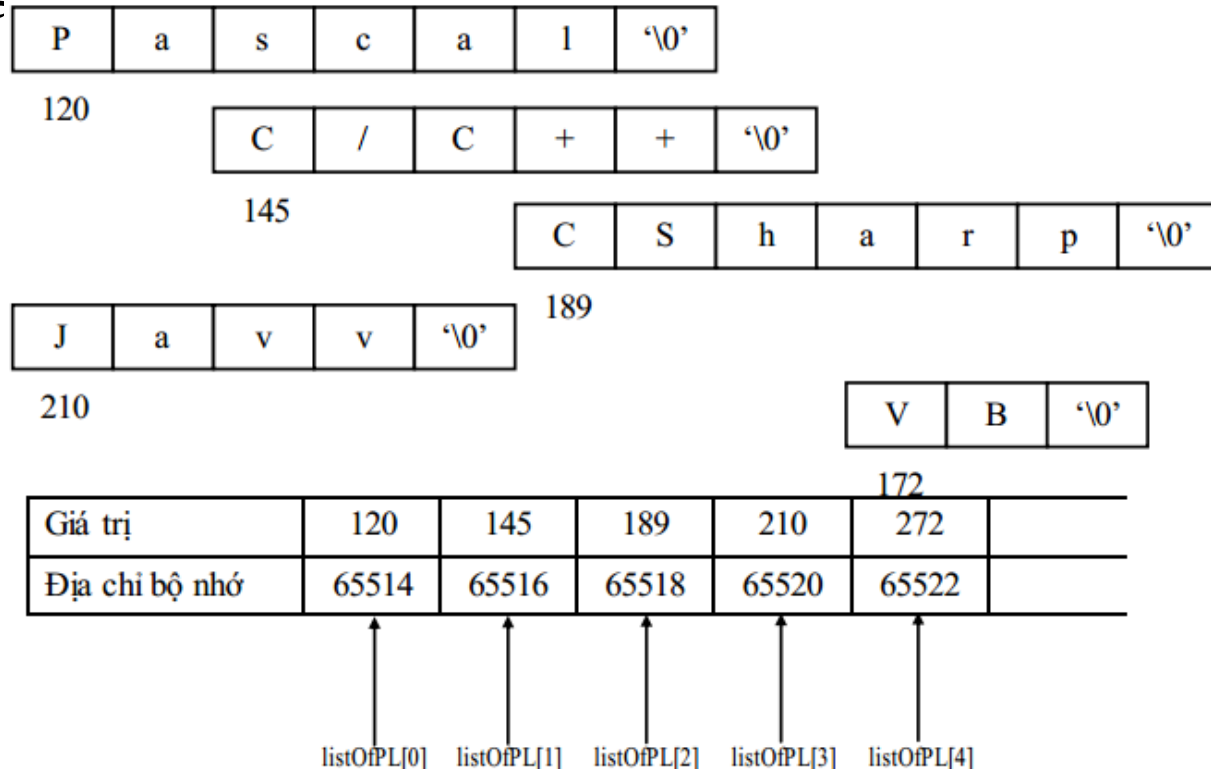 P a s c a l ‘\0’
120
C / C + + ‘\0’
145
C S h a r p ‘\0’
189
J a v v ‘\0’
210
V B ‘\0’
172
Giá trị 120 145 189 210 272
Địa chỉ bộ nhớ 65514 65516 65518 65520 65522
listOfPL[0] listOfPL[1] listOfPL[2] listOfPL[3] listOfPL[4]